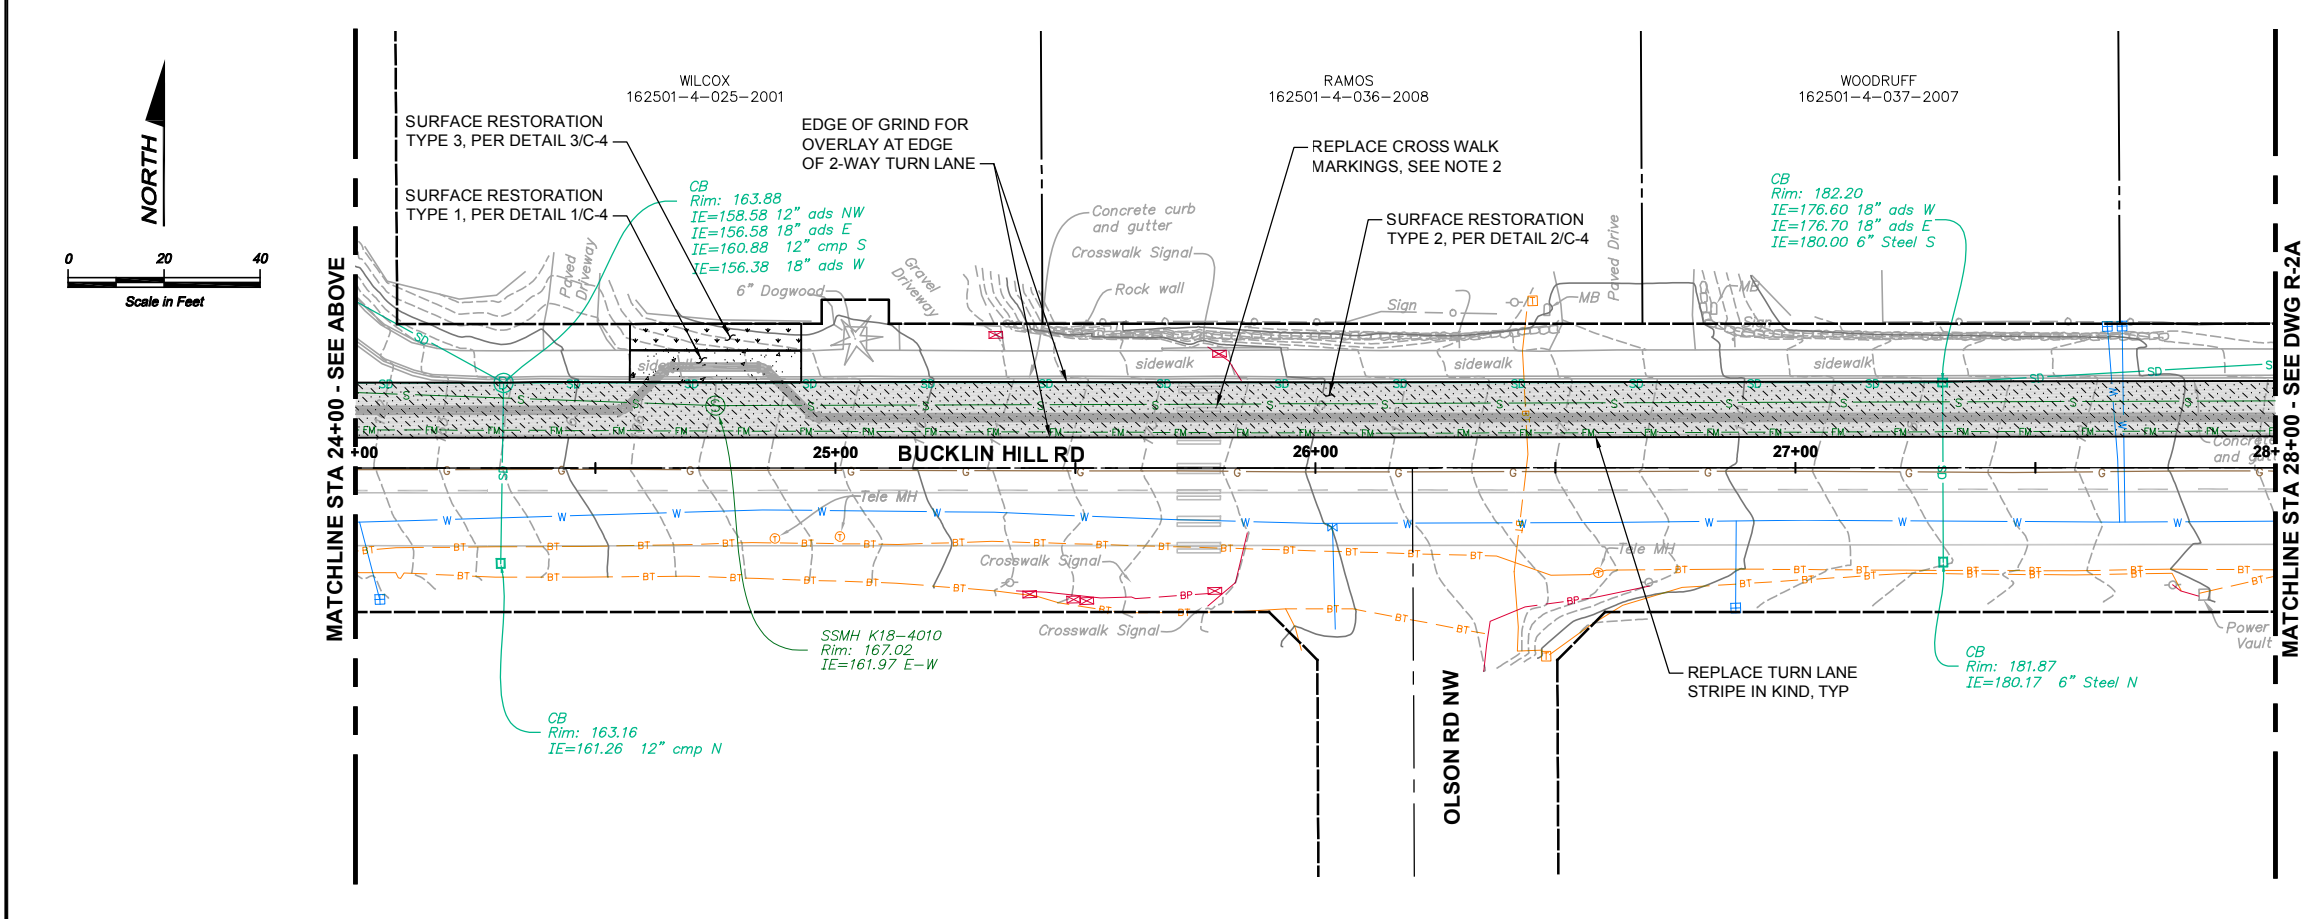 WILCOX
162501-4-025-2001
RAMOS
162501-4-036-2008
WOODRUFF
162501-4-037-2007
NORTH
0 20 40
Scale in Feet
SURFACE RESTORATION
TYPE 3, PER DETAIL 3/C-4
SURFACE RESTORATION
TYPE 1, PER DETAIL 1/C-4
EDGE OF GRIND FOR
OVERLAY AT EDGE
OF 2-WAY TURN LANE
REPLACE CROSS WALK
MARKINGS, SEE NOTE 2
SURFACE RESTORATION
TYPE 2, PER DETAIL 2/C-4
CB
Rim: 163.88
IE=158.58 12" ads NW
IE=156.58 18" ads E
IE=160.88 12" cmp S
IE=156.38 18" ads W
CB
Rim: 182.20
IE=176.60 18" ads W
IE=176.70 18" ads E
IE=180.00 6" Steel S
Concrete curb
and gutter
Crosswalk Signal
Rock wall
6" Dogwood
Paved
Driveway
Gravel
Driveway
Sign
MB
Paved Drive
MB
Sign
sidewalk
sidewalk
sidewalk
MATCHLINE STA 24+00 - SEE ABOVE
MATCHLINE STA 28+00 - SEE DWG R-2A
+00
25+00
BUCKLIN HILL RD
26+00
27+00
28+
Concrete
and gut
Tele MH
Crosswalk Signal
Crosswalk Signal
Tele MH
Power
Vault
SSMH K18-4010
Rim: 167.02
IE=161.97 E-W
CB
Rim: 163.16
IE=161.26 12" cmp N
OLSON RD NW
REPLACE TURN LANE
STRIPE IN KIND, TYP
CB
Rim: 181.87
IE=180.17 6" Steel N